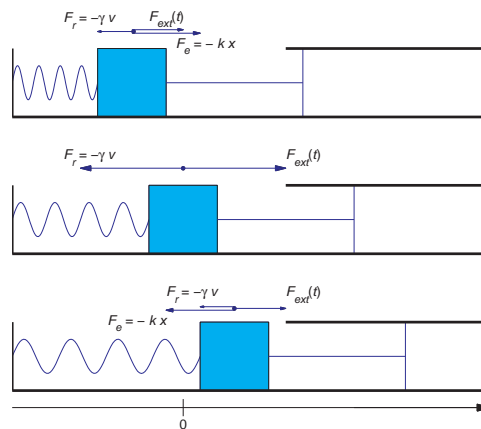 F_r = −γ v F_ext(t)
F_e = − k x
F_r = −γ v F_ext(t)
F_r = −γ v F_ext(t)
F_e = − k x
0